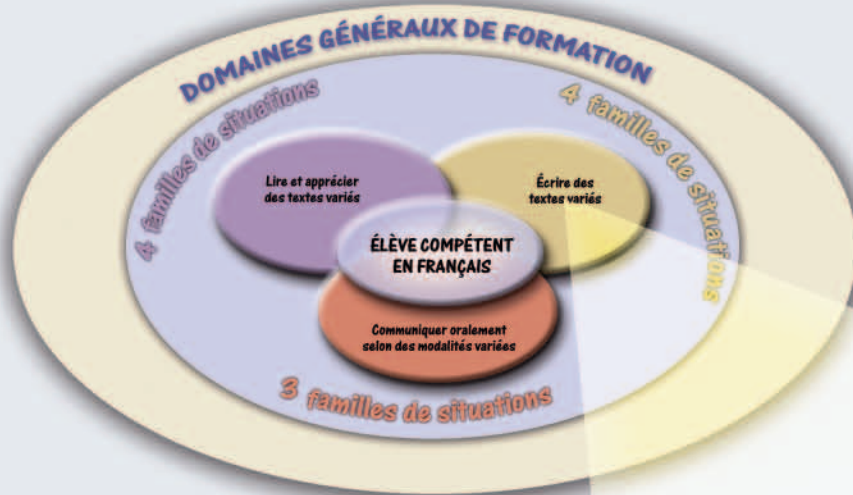 DOMAINES GÉNÉRAUX DE FORMATION
4 familles de situations
4 familles de situations
Lire et apprécier
des textes variés
Écrire des
textes variés
ÉLÈVE COMPÉTENT
EN FRANÇAIS
Communiquer oralement
selon des modalités variées
3 familles de situations